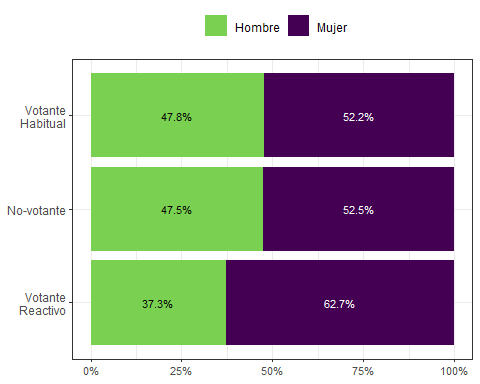 Hombre Mujer
Votante
Habitual
47.8% 52.2%
No-votante
47.5% 52.5%
Votante
Reactivo
37.3% 62.7%
0% 25% 50% 75% 100%